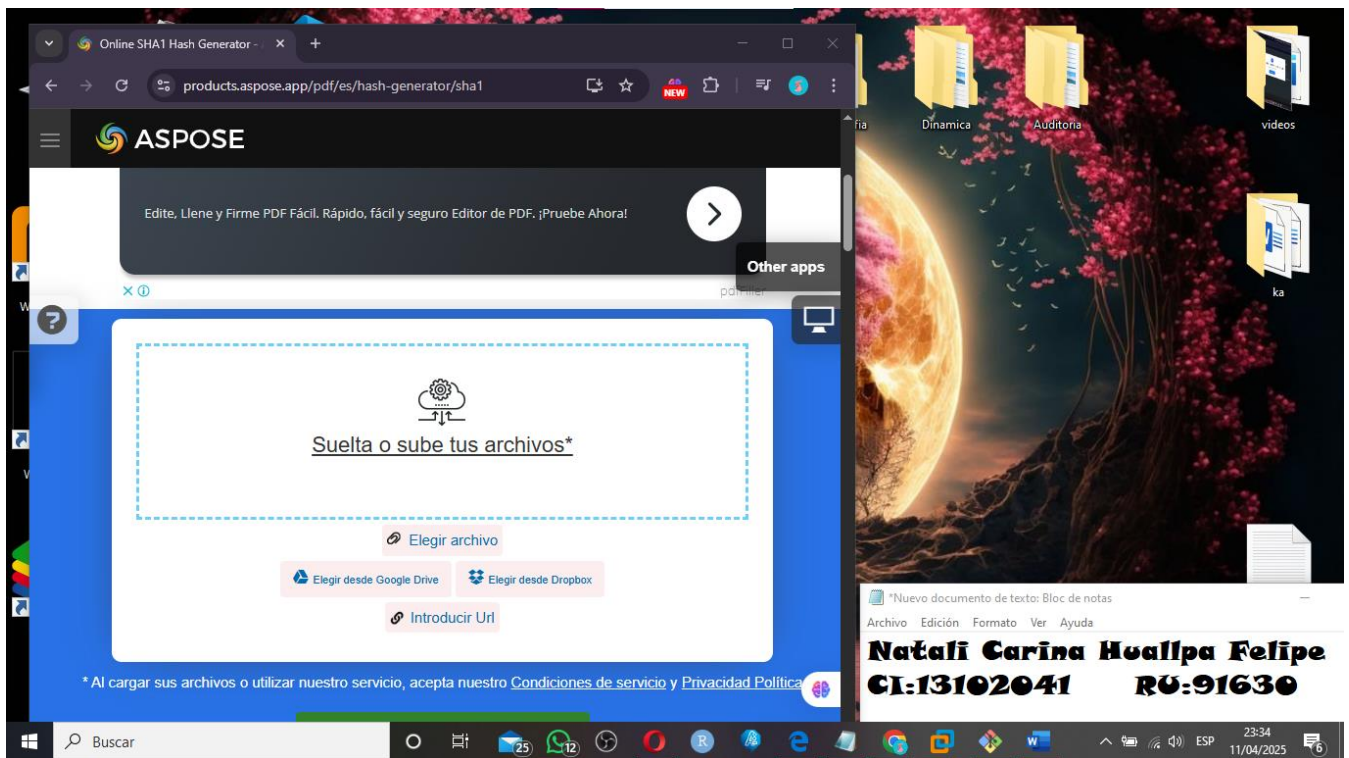 Online SHA1 Hash Generator -
products.aspose.app/pdf/es/hash-generator/sha1
NEW
ASPOSE
Edite, Llene y Firme PDF Fácil. Rápido, fácil y seguro Editor de PDF. ¡Pruebe Ahora!
Other apps
Suelta o sube tus archivos*
Elegir archivo
Elegir desde Google Drive
Elegir desde Dropbox
Introducir Url
* Al cargar sus archivos o utilizar nuestro servicio, acepta nuestro Condiciones de servicio y Privacidad Política
fia
Dinamica
Auditoria
videos
ka
*Nuevo documento de texto: Bloc de notas
Archivo Edición Formato Ver Ayuda
Natali Carina Huallpa Felipe
CI:13102041 RU:91630
Buscar
25
12
ESP
23:34
11/04/2025
6